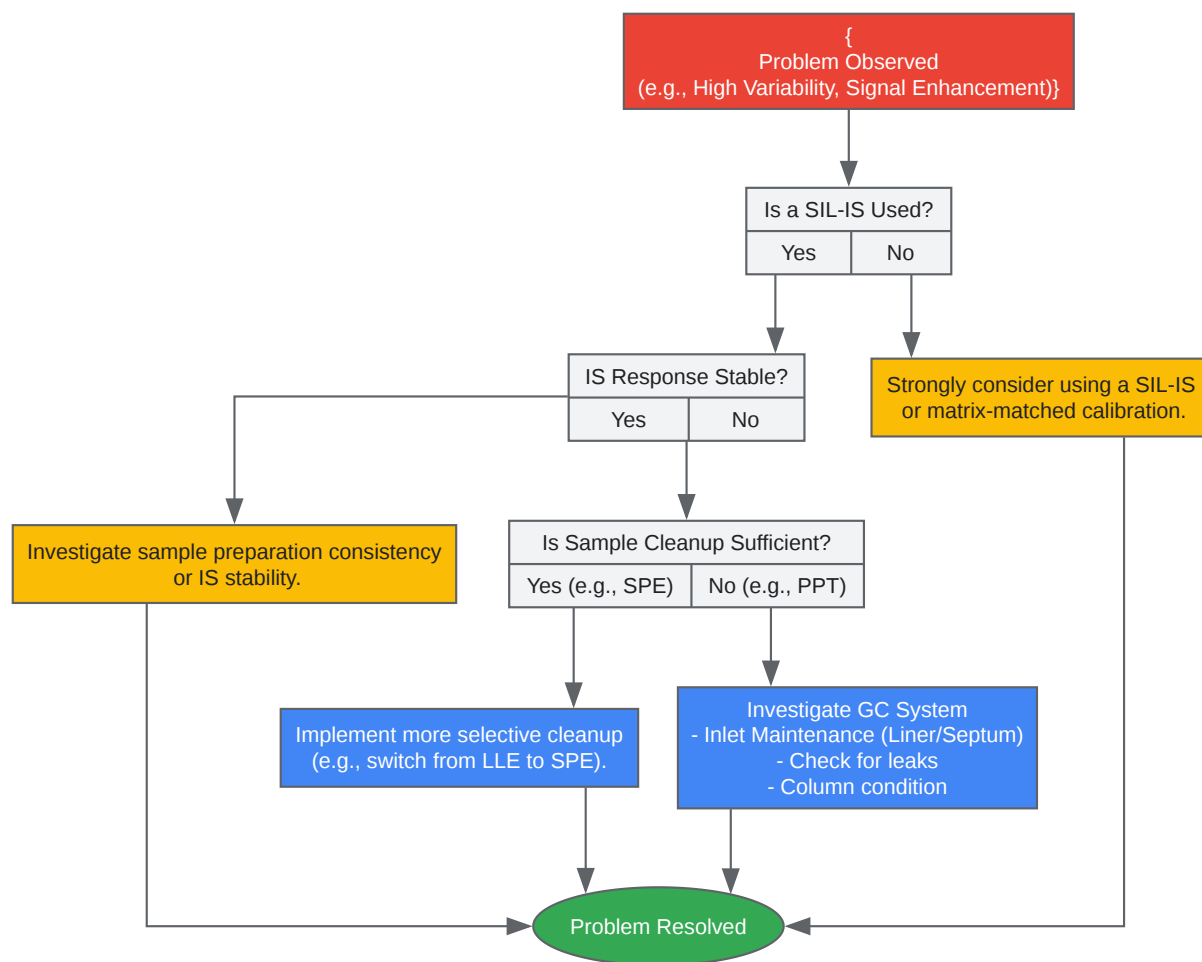 {
Problem Observed
(e.g., High Variability, Signal Enhancement)}
Is a SIL-IS Used?
Yes
No
IS Response Stable?
Yes
No
Strongly consider using a SIL-IS
or matrix-matched calibration.
Investigate sample preparation consistency
or IS stability.
Is Sample Cleanup Sufficient?
Yes (e.g., SPE)
No (e.g., PPT)
Implement more selective cleanup
(e.g., switch from LLE to SPE).
Investigate GC System
- Inlet Maintenance (Liner/Septum)
- Check for leaks
- Column condition
Problem Resolved